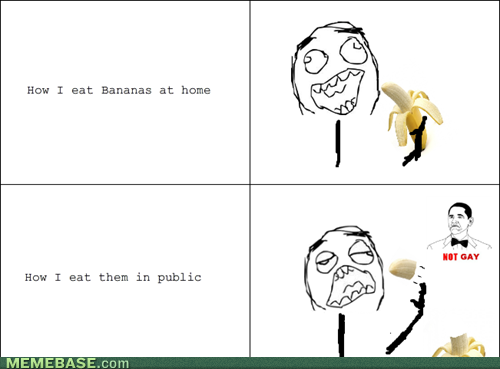 How I eat Bananas at home
NOT GAY
How I eat them in public
MEMEBASE.com